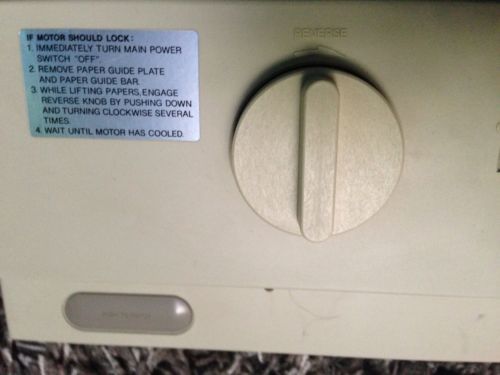 IF MOTOR SHOULD LOCK:
1. IMMEDIATELY TURN MAIN POWER
SWITCH "OFF".
2. REMOVE PAPER GUIDE PLATE
AND PAPER GUIDE BAR.
3. WHILE LIFTING PAPERS, ENGAGE
REVERSE KNOB BY PUSHING DOWN
AND TURNING CLOCKWISE SEVERAL
TIMES.
4. WAIT UNTIL MOTOR HAS COOLED.
REVERSE